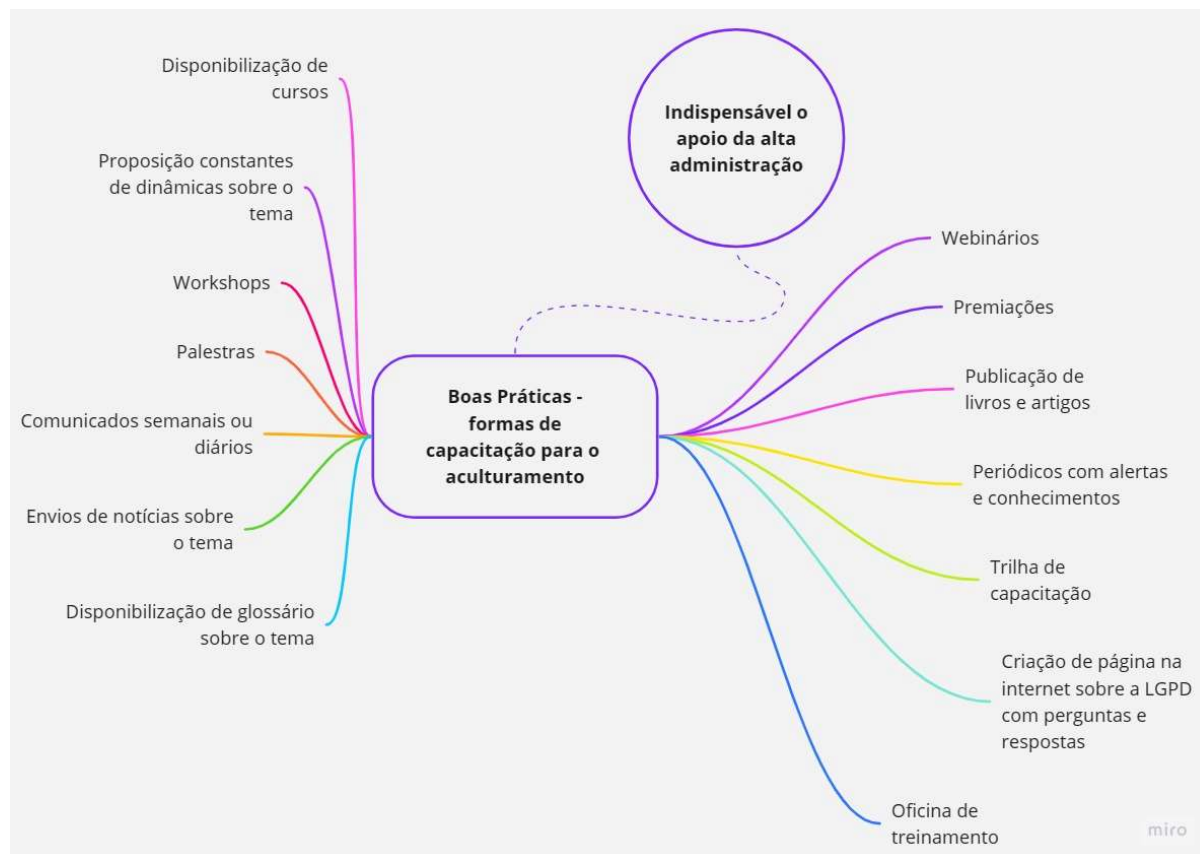 Disponibilização de
cursos
Proposição constantes
de dinâmicas sobre o
tema
Workshops
Palestras
Comunicados semanais ou
diários
Envios de notícias sobre
o tema
Disponibilização de glossário
sobre o tema
Indispensável o
apoio da alta
administração
Boas Práticas -
formas de
capacitação para o
aculturamento
Webinários
Premiações
Publicação de
livros e artigos
Periódicos com alertas
e conhecimentos
Trilha de
capacitação
Criação de página na
internet sobre a LGPD
com perguntas e
respostas
Oficina de
treinamento
miro